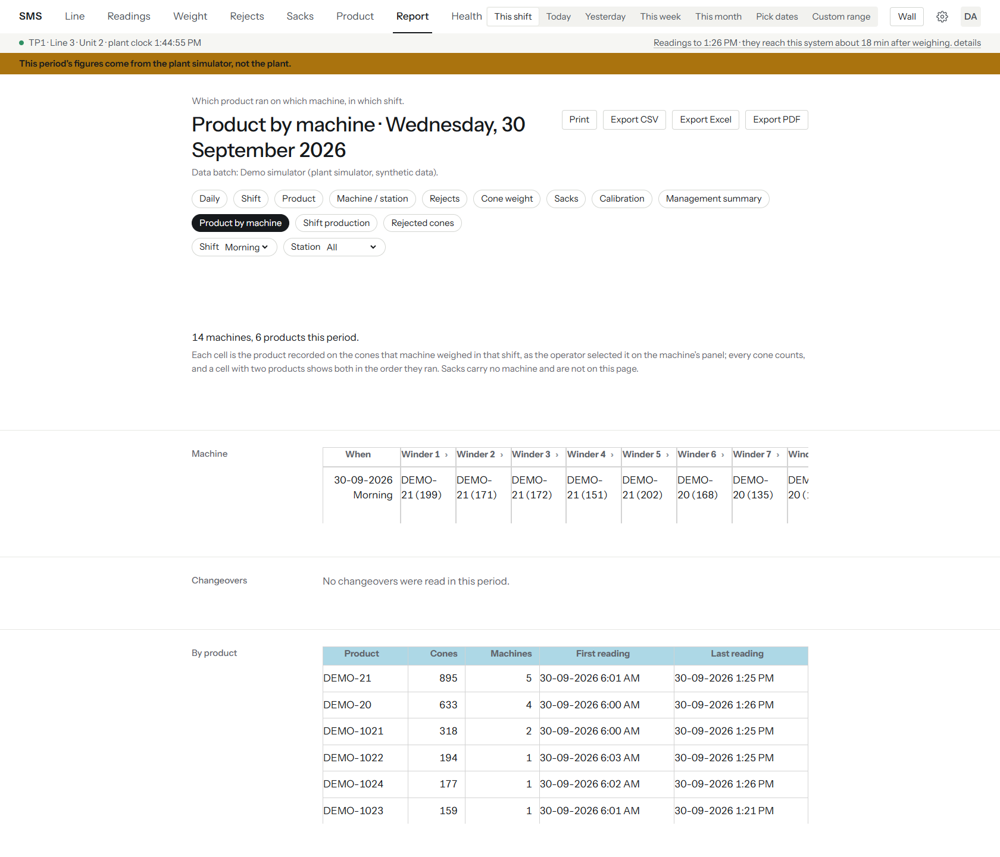 SMS Line Readings Weight Rejects Sacks Product Report Health This shift Today Yesterday This week This month Pick dates Custom range Wall DA
TP1 · Line 3 · Unit 2 · plant clock 1:44:55 PM Readings to 1:26 PM · they reach this system about 18 min after weighing. details
This period's figures come from the plant simulator, not the plant.
Which product ran on which machine, in which shift.
Product by machine · Wednesday, 30
September 2026
Print Export CSV Export Excel Export PDF
Data batch: Demo simulator (plant simulator, synthetic data).
Daily Shift Product Machine / station Rejects Cone weight Sacks Calibration Management summary
Product by machine Shift production Rejected cones
Shift Morning Station All
14 machines, 6 products this period.
Each cell is the product recorded on the cones that machine weighed in that shift, as the operator selected it on the machine's panel; every cone counts,
and a cell with two products shows both in the order they ran. Sacks carry no machine and are not on this page.
Machine When Winder 1 › Winder 2 › Winder 3 › Winder 4 › Winder 5 › Winder 6 › Winder 7 ›
30-09-2026 DEMO- DEMO- DEMO- DEMO- DEMO- DEMO- DEMO-
Morning 21 (199) 21 (171) 21 (172) 21 (151) 21 (202) 20 (168) 20 (135) 20
Changeovers No changeovers were read in this period.
By product Product Cones Machines First reading Last reading
DEMO-21 895 5 30-09-2026 6:01 AM 30-09-2026 1:25 PM
DEMO-20 633 4 30-09-2026 6:00 AM 30-09-2026 1:26 PM
DEMO-1021 318 2 30-09-2026 6:00 AM 30-09-2026 1:25 PM
DEMO-1022 194 1 30-09-2026 6:03 AM 30-09-2026 1:25 PM
DEMO-1024 177 1 30-09-2026 6:02 AM 30-09-2026 1:26 PM
DEMO-1023 159 1 30-09-2026 6:01 AM 30-09-2026 1:21 PM